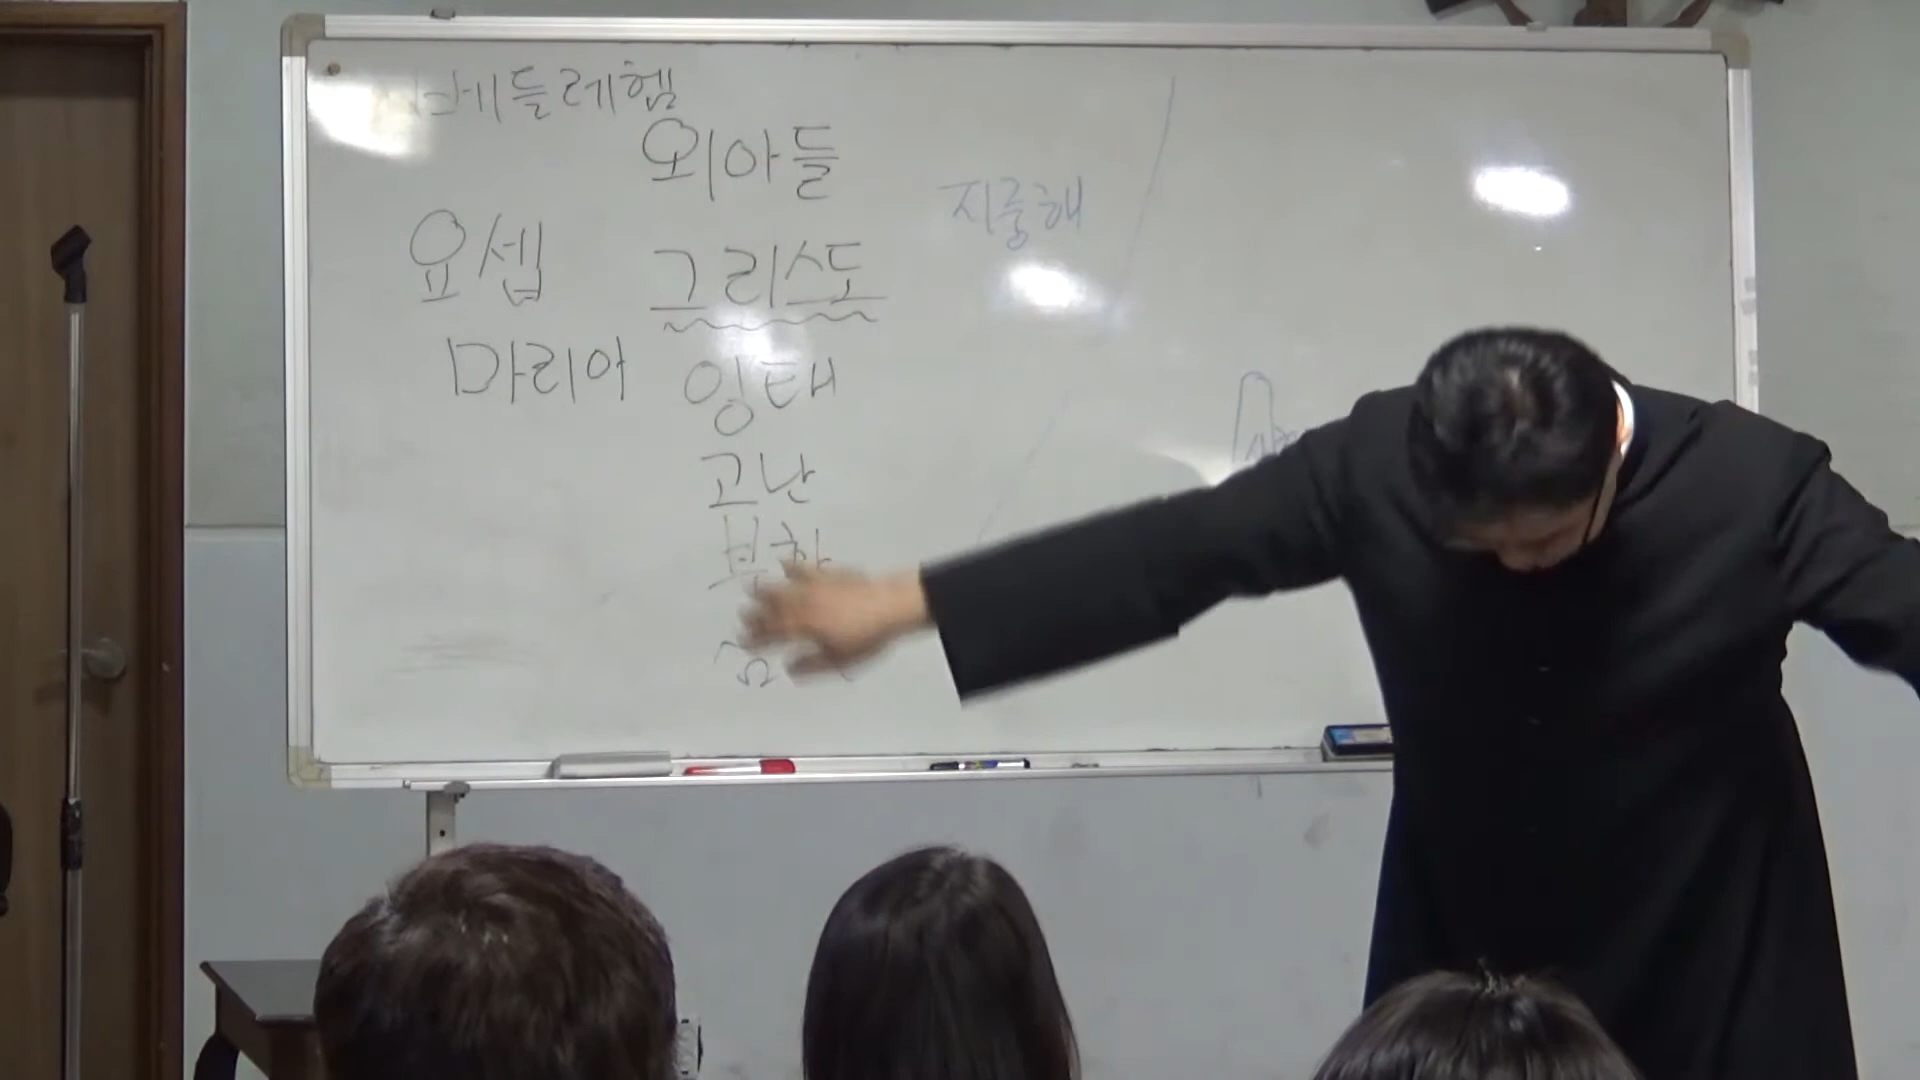 베들레헴
외아들
지중해
요셉
그리스도
마리아
잉태
고난